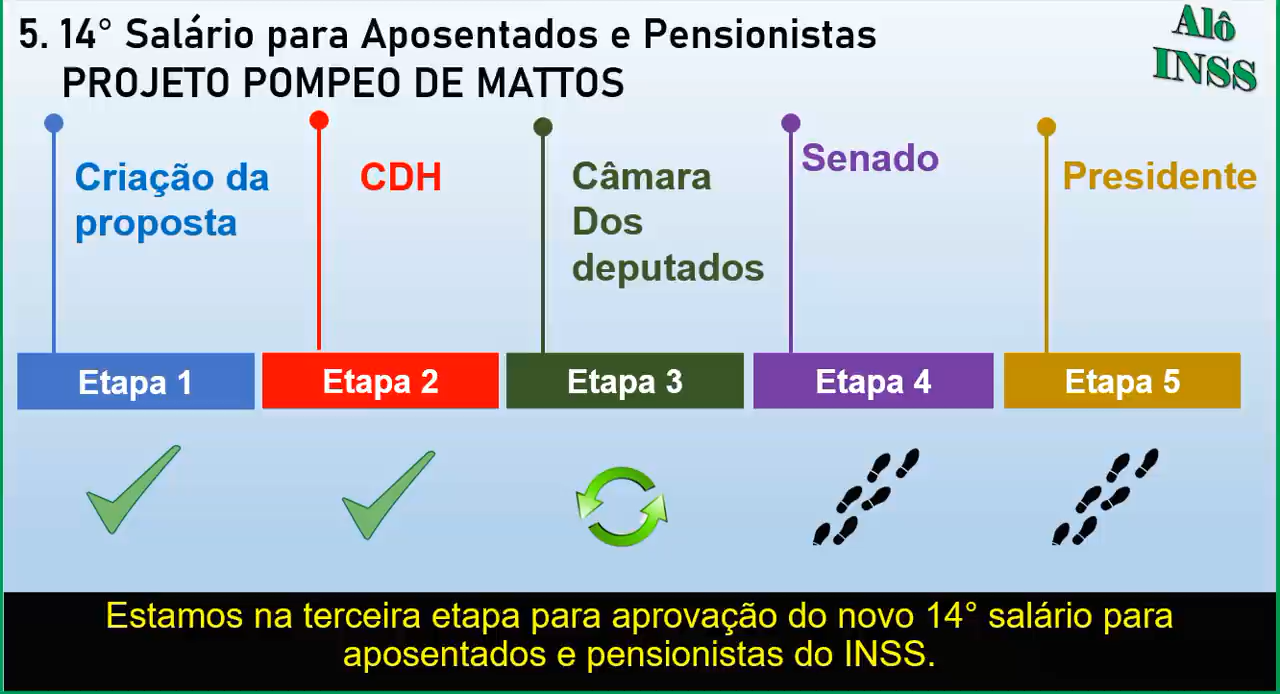 5. 14° Salário para Aposentados e Pensionistas
PROJETO POMPEO DE MATTOS
Alô
INSS
Criação da
proposta
CDH
Câmara
Dos
deputados
Senado
Presidente
Etapa 1
Etapa 2
Etapa 3
Etapa 4
Etapa 5
Estamos na terceira etapa para aprovação do novo 14° salário para
aposentados e pensionistas do INSS.